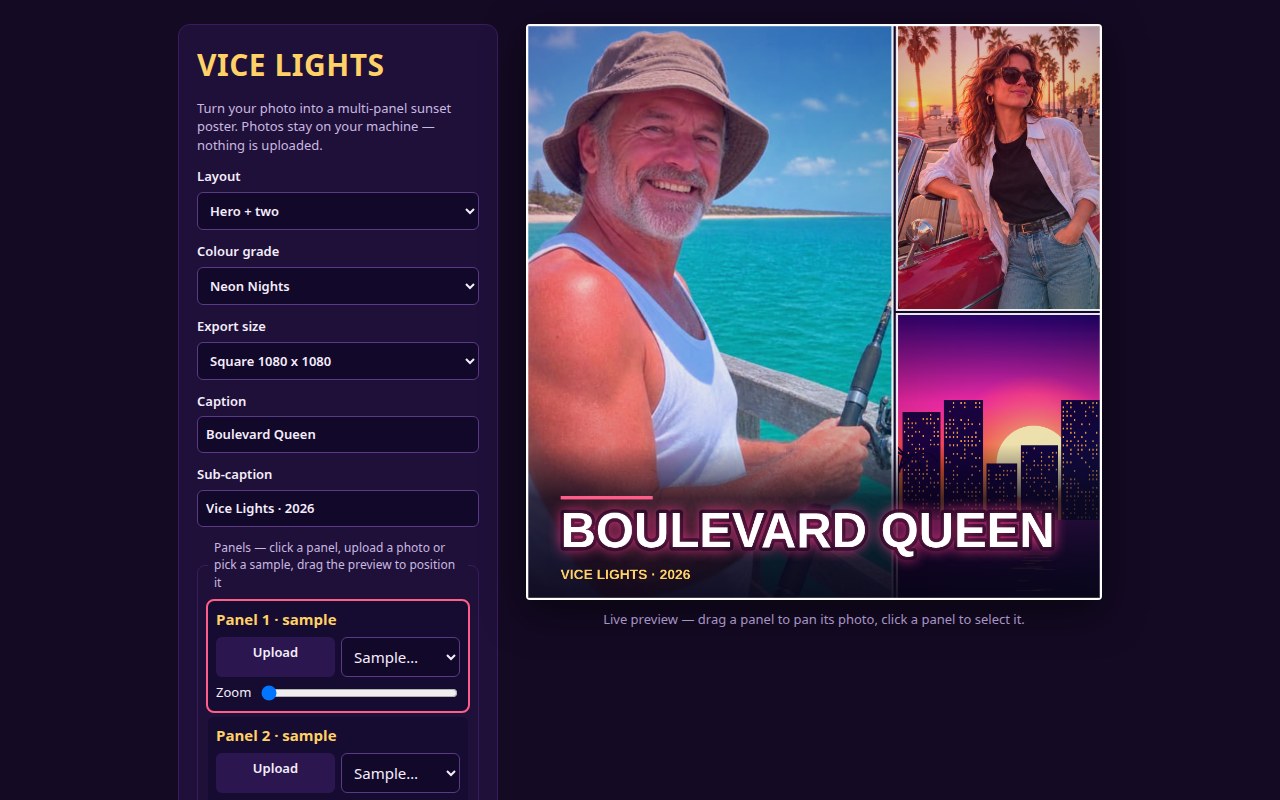 VICE LIGHTS
Turn your photo into a multi-panel sunset
poster. Photos stay on your machine —
nothing is uploaded.
Layout
Hero + two
Colour grade
Neon Nights
Export size
Square 1080 x 1080
Caption
Boulevard Queen
Sub-caption
Vice Lights · 2026
Panels — click a panel, upload a photo or
pick a sample, drag the preview to position
it
Panel 1 · sample
Upload
Sample...
Zoom
Panel 2 · sample
Upload
Sample...
BOULEVARD QUEEN
VICE LIGHTS · 2026
Live preview — drag a panel to pan its photo, click a panel to select it.